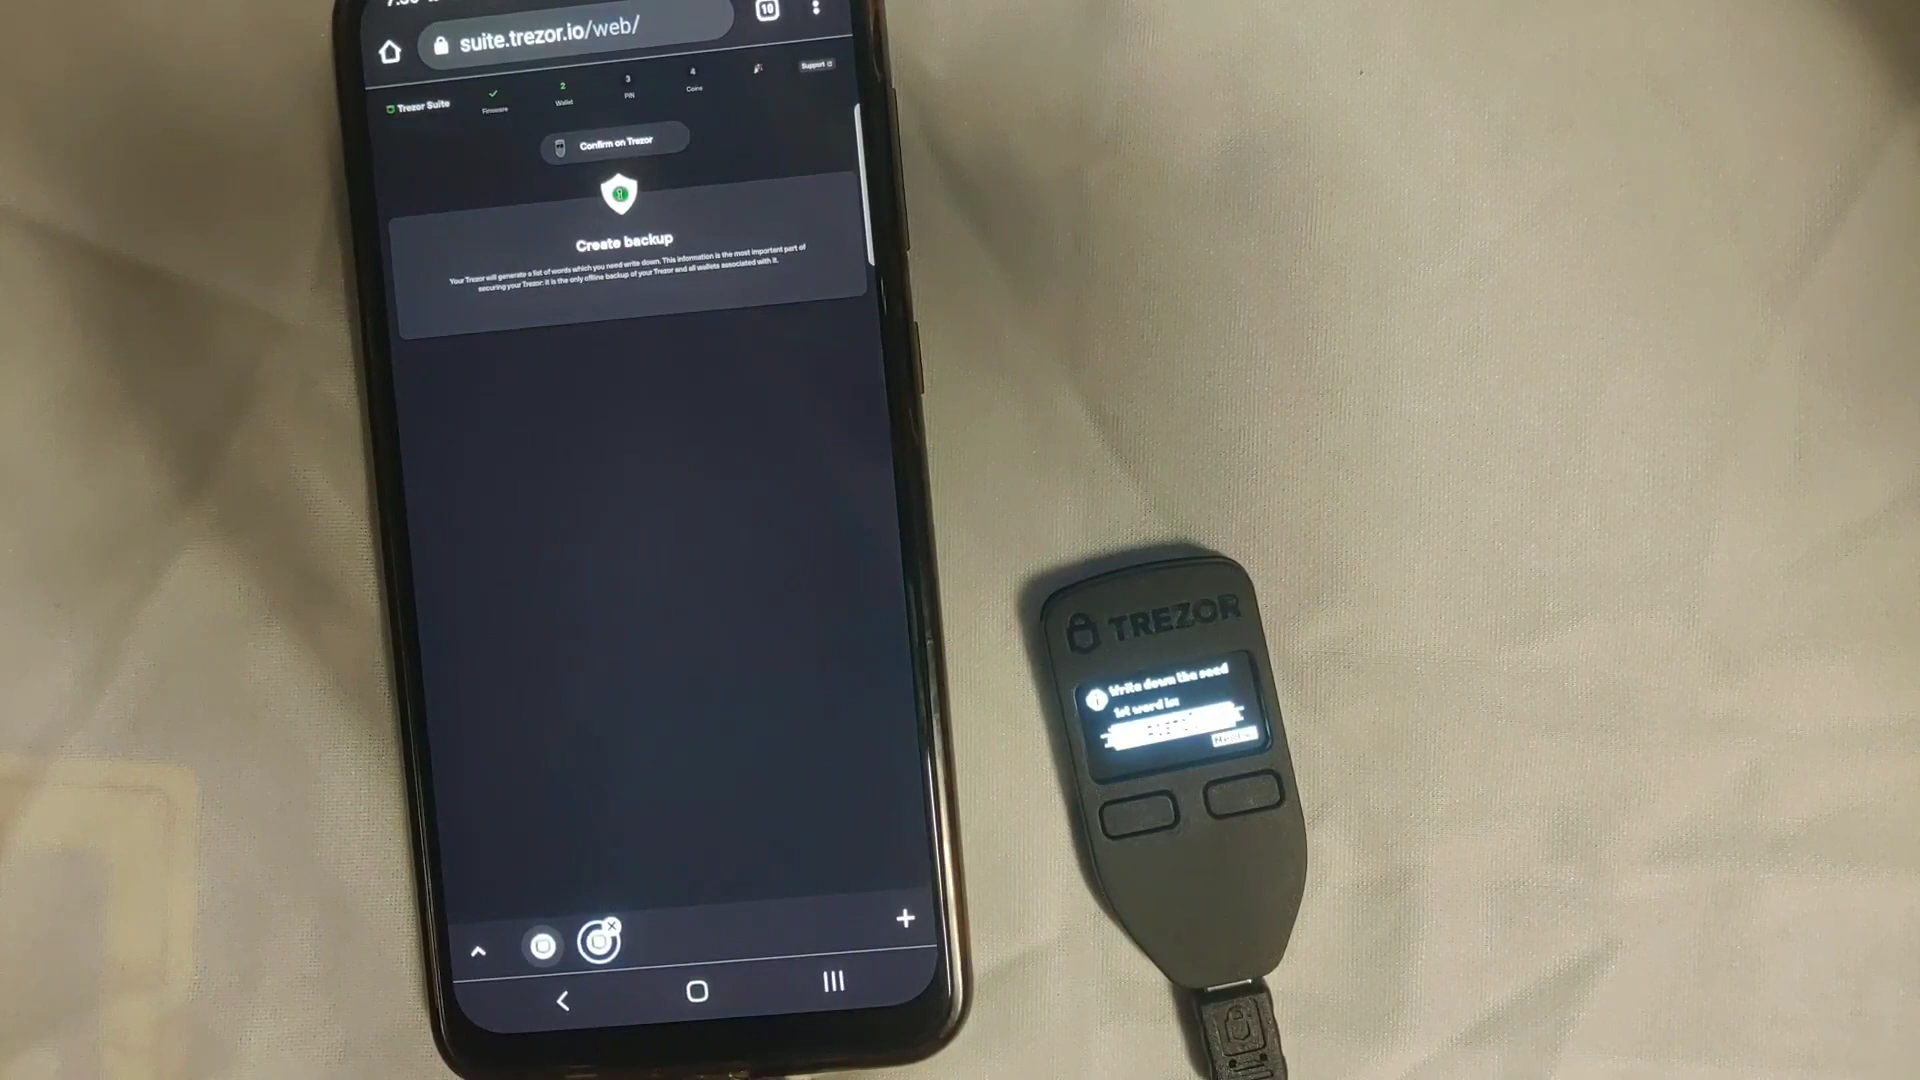 suite.trezor.io/web/
10
Trezor Suite
Firmware
2
Wallet
3
PIN
4
Coins
Support
Confirm on Trezor
Create backup
Your Trezor will generate a list of words which you need write down. This information is the most important part of
securing your Trezor: it is the only offline backup of your Trezor and all wallets associated with it.
TREZOR
Write down the seed
1st word is: